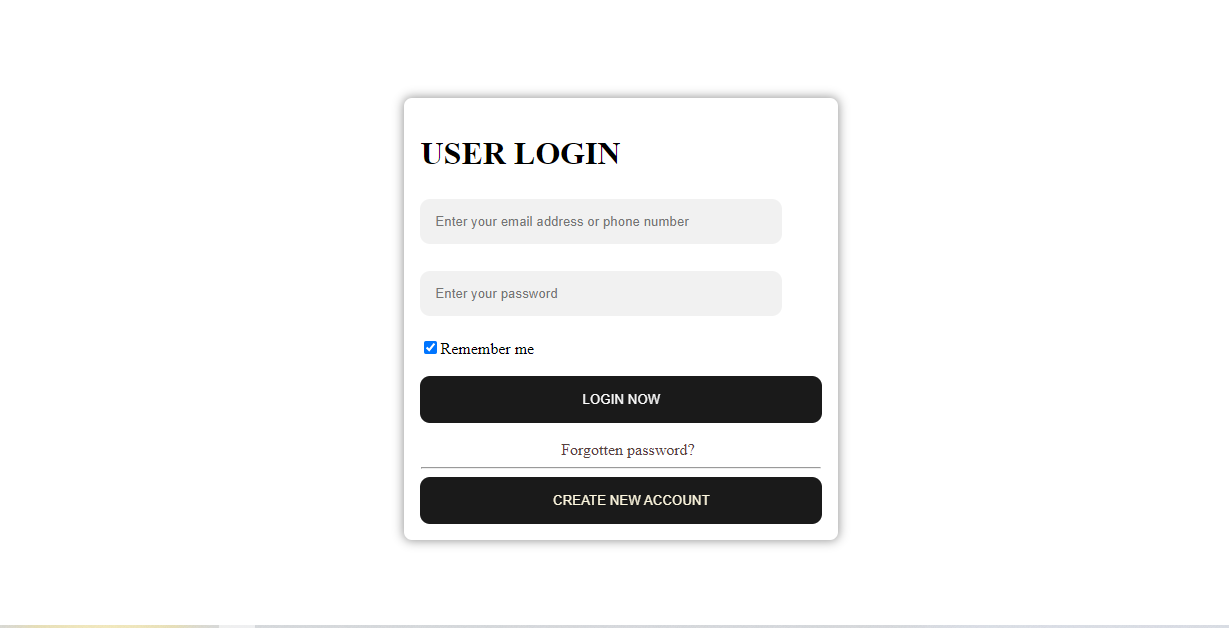 USER LOGIN
Enter your email address or phone number
Enter your password
Remember me
LOGIN NOW
Forgotten password?
CREATE NEW ACCOUNT